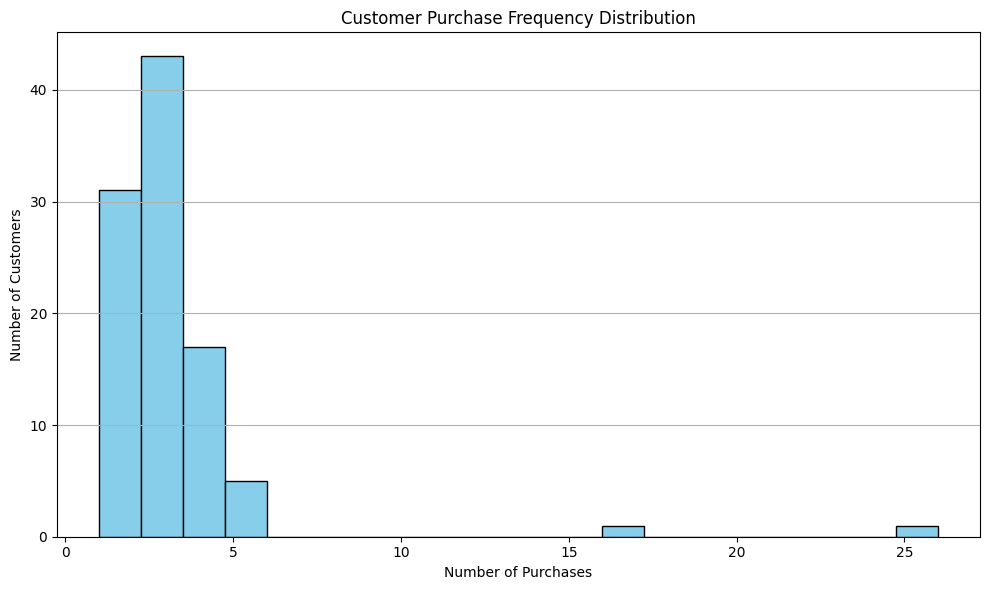 Customer Purchase Frequency Distribution
Number of Customers
40
30
20
10
0
0 5 10 15 20 25
Number of Purchases